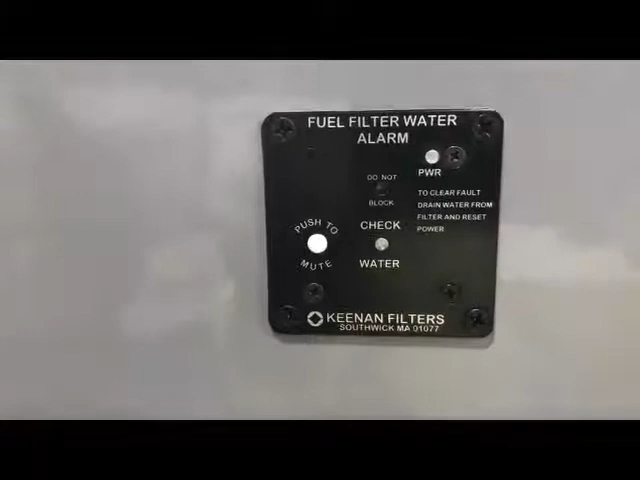 FUEL FILTER WATER
ALARM
PWR
DO NOT
BLOCK
TO CLEAR FAULT
DRAIN WATER FROM
FILTER AND RESET
POWER
PUSH TO
MUTE
CHECK
WATER
KEENAN FILTERS
SOUTHWICK MA 01077